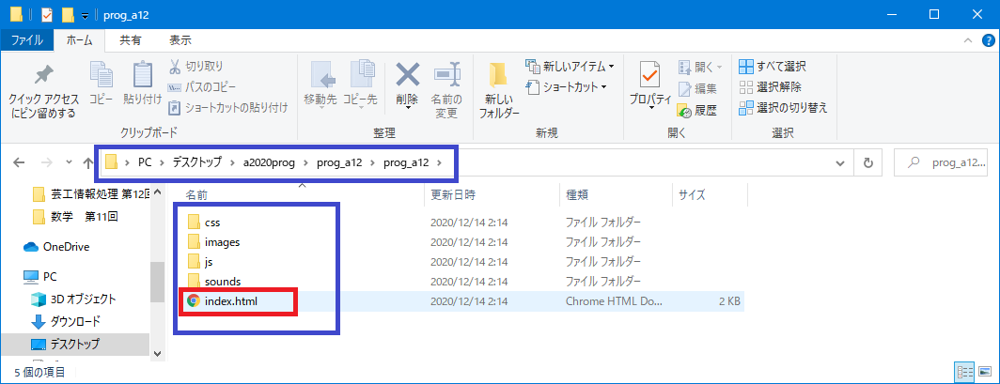 prog_a12
ファイル ホーム 共有 表示
クイック アクセスにピン留めする
コピー
貼り付け
切り取り
パスのコピー
ショートカットの貼り付け
クリップボード
移動先
コピー先
削除
名前の変更
整理
新しいフォルダー
新しいアイテム
ショートカット
新規
プロパティ
開く
編集
履歴
開く
すべて選択
選択解除
選択の切り替え
選択
PC デスクトップ a2020prog prog_a12 prog_a12
prog_a12...
芸工情報処理 第12回
数学 第11回
OneDrive
PC
3D オブジェクト
ダウンロード
デスクトップ
名前 更新日時 種類 サイズ
css 2020/12/14 2:14 ファイル フォルダー
images 2020/12/14 2:14 ファイル フォルダー
js 2020/12/14 2:14 ファイル フォルダー
sounds 2020/12/14 2:14 ファイル フォルダー
index.html 2020/12/14 2:14 Chrome HTML Do... 2 KB
5 個の項目